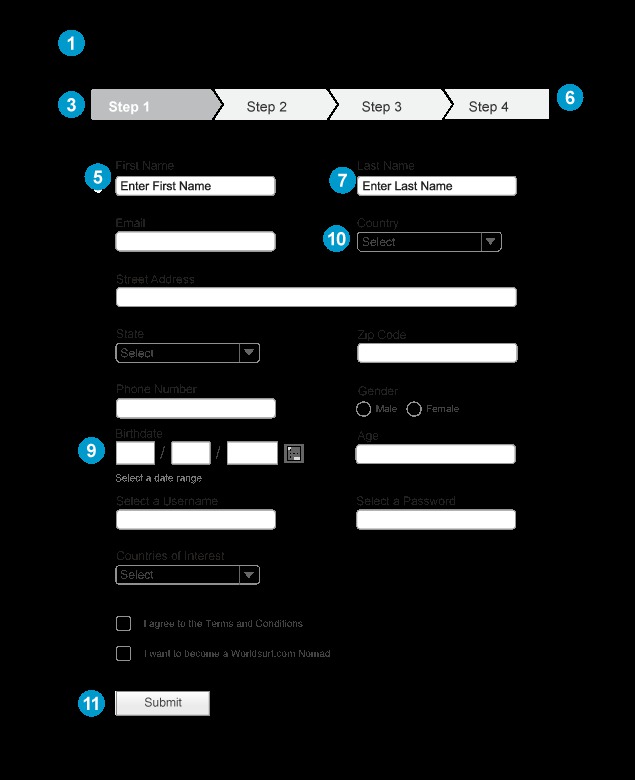 1
3 Step 1 Step 2 Step 3 Step 4 6
First Name Last Name
5 Enter First Name 7 Enter Last Name
Email Country
10 Select
Street Address
State Zip Code
Select
Phone Number Gender
Male Female
Birthdate Age
9 / /
Select a date range
Select a Username Select a Password
Countries of Interest
Select
I agree to the Terms and Conditions
I want to become a Worldsurf.com Nomad
11 Submit